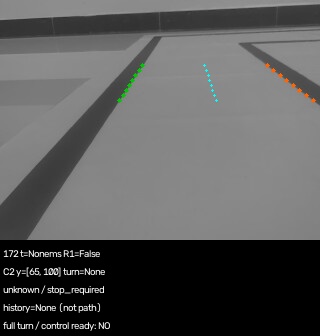 172 t=Nonems R1=False
C2 y=[65, 100] turn=None
unknown / stop_required
history=None (not path)
full turn / control ready: NO